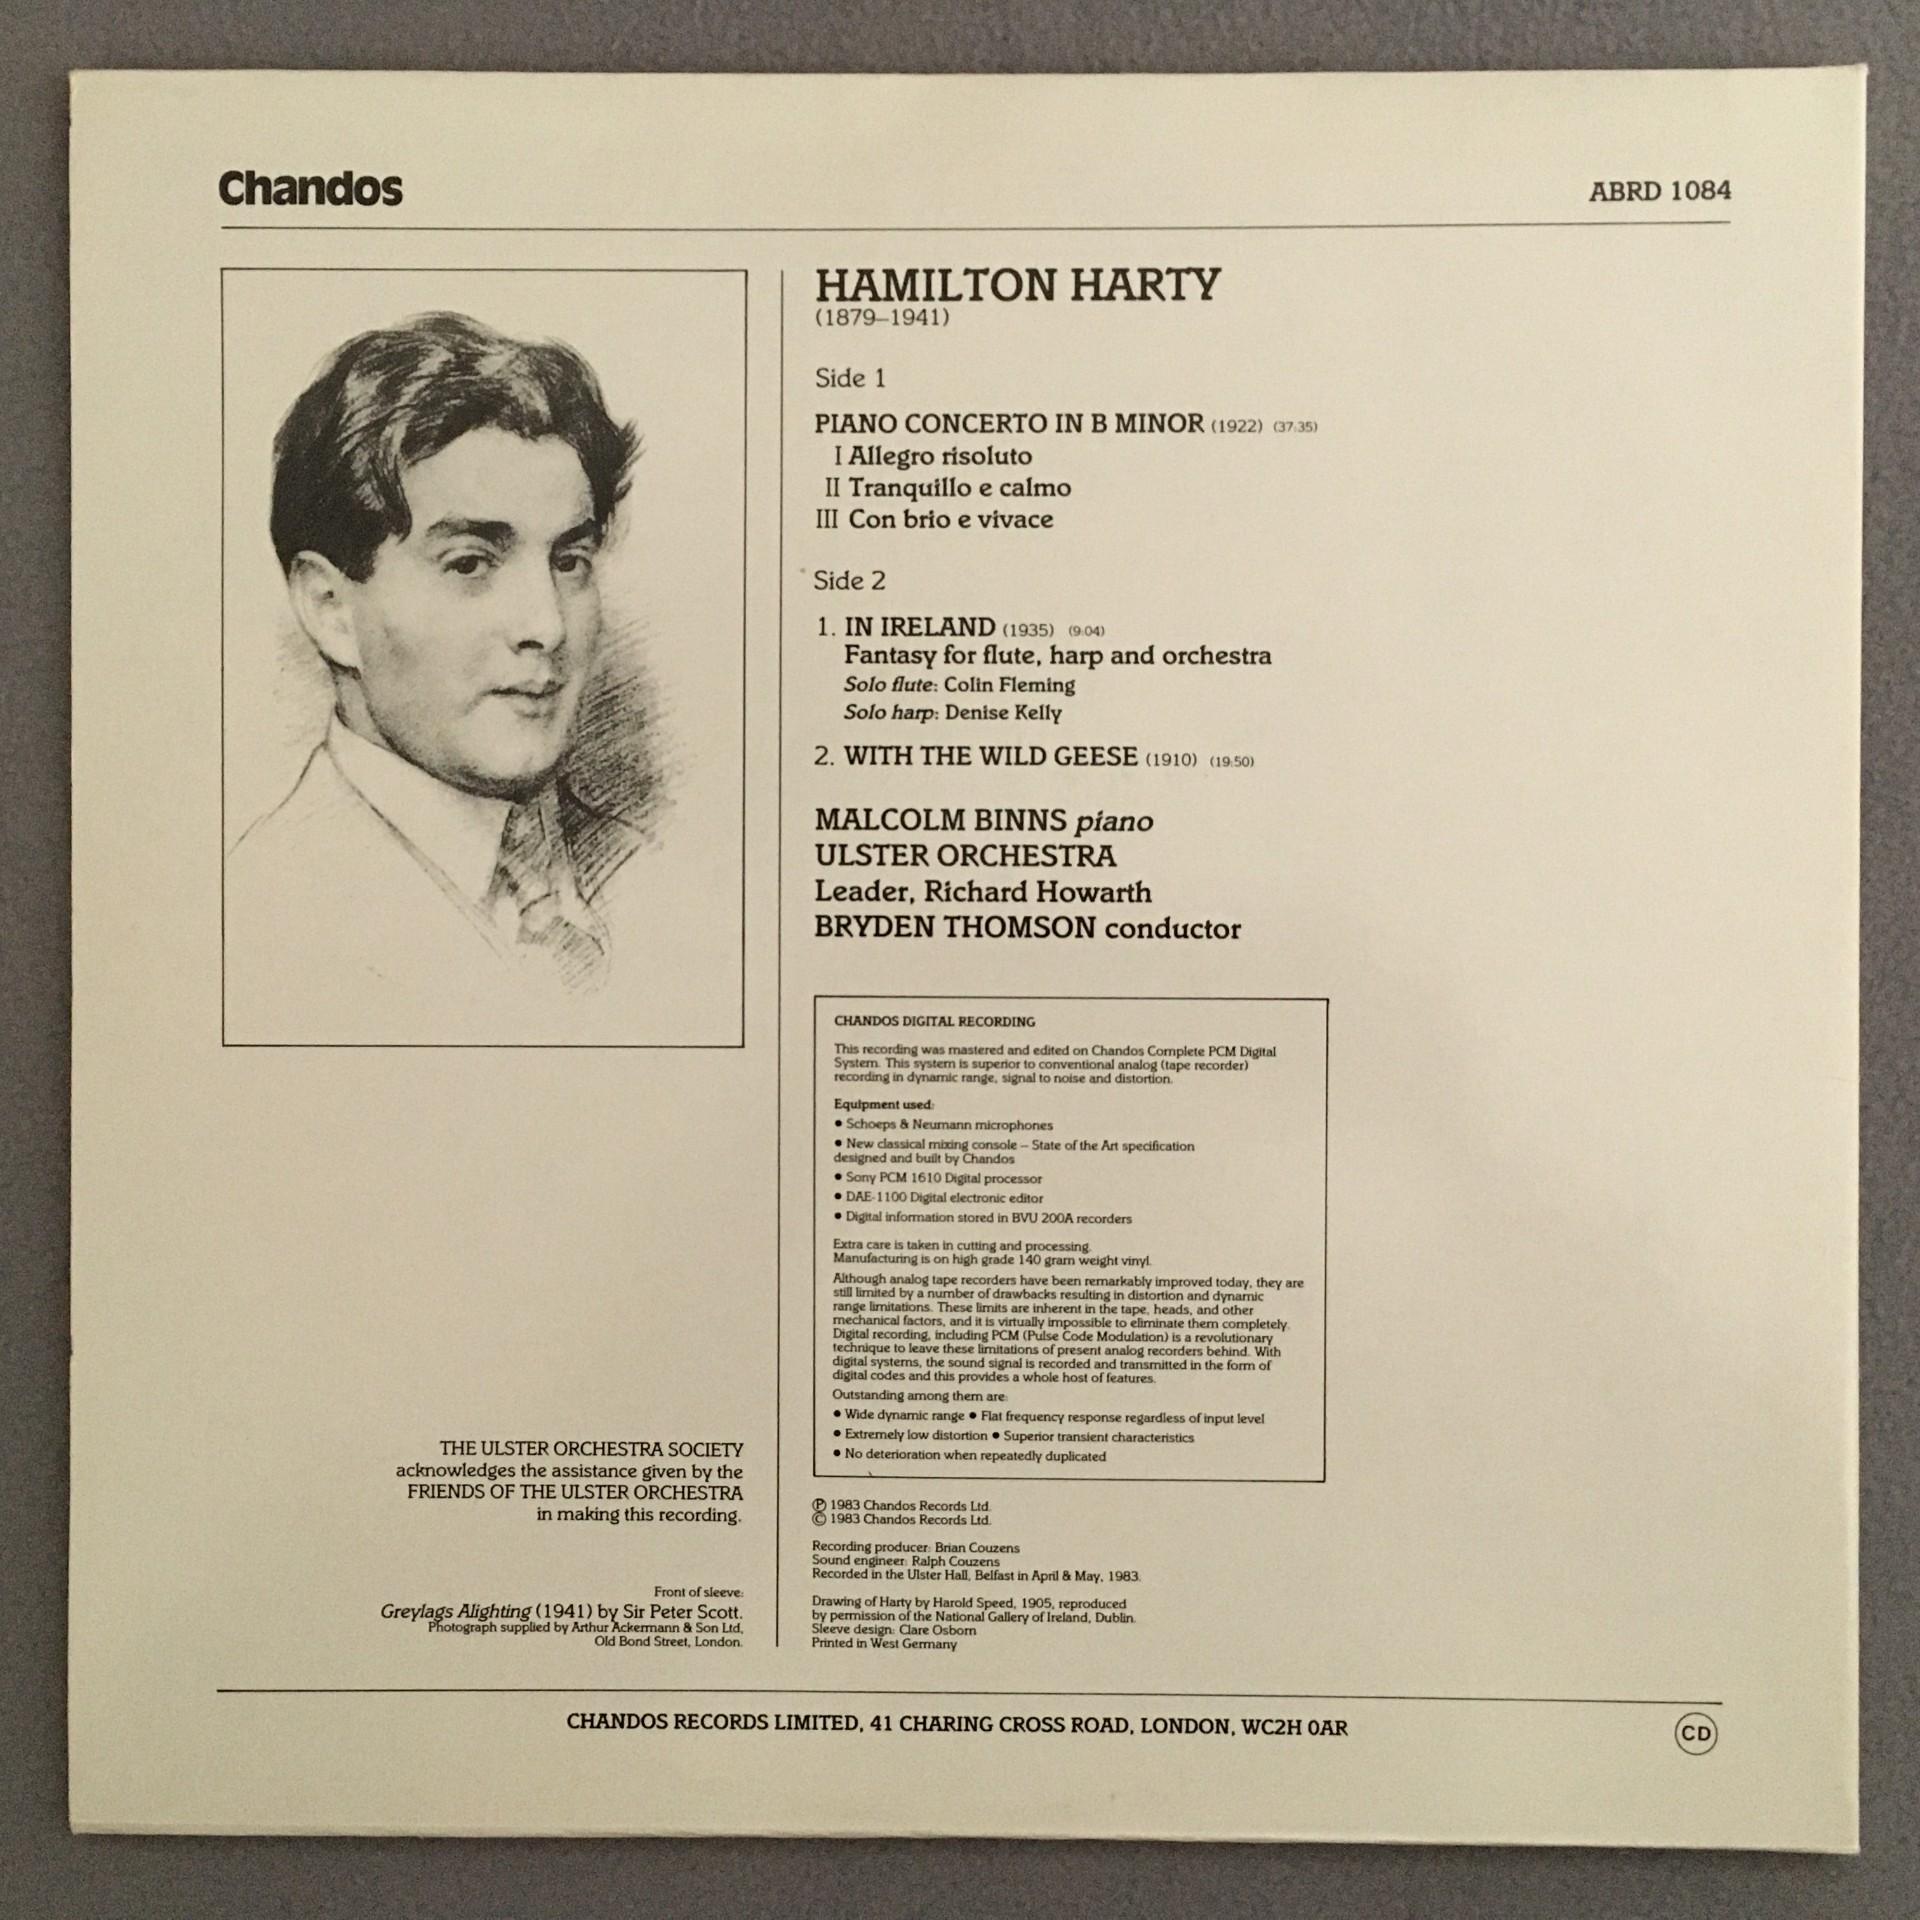 Chandos
ABRD 1084
HAMILTON HARTY
(1879–1941)
Side 1
PIANO CONCERTO IN B MINOR (1922) (37.35)
I Allegro risoluto
II Tranquillo e calmo
III Con brio e vivace
Side 2
1. IN IRELAND (1935) (9.04)
Fantasy for flute, harp and orchestra
Solo flute: Colin Fleming
Solo harp: Denise Kelly
2. WITH THE WILD GEESE (1910) (19.50)
MALCOLM BINNS piano
ULSTER ORCHESTRA
Leader, Richard Howarth
BRYDEN THOMSON conductor
CHANDOS DIGITAL RECORDING
This recording was mastered and edited on Chandos Complete PCM Digital
System. This system is superior to conventional analog (tape recorder)
recording in dynamic range, signal to noise and distortion.
Equipment used:
• Schoeps & Neumann microphones
• New classical mixing console – State of the Art specification
designed and built by Chandos
• Sony PCM 1610 Digital processor
• DAE-1100 Digital electronic editor
• Digital information stored in BVU 200A recorders
Extra care is taken in cutting and processing.
Manufacturing is on high grade 140 gram weight vinyl.
Although analog tape recorders have been remarkably improved today, they are
still limited by a number of drawbacks resulting in distortion and dynamic
range limitations. These limits are inherent in the tape, heads, and other
mechanical factors, and it is virtually impossible to eliminate them completely.
Digital recording, including PCM (Pulse Code Modulation) is a revolutionary
technique to leave these limitations of present analog recorders behind. With
digital systems, the sound signal is recorded and transmitted in the form of
digital codes and this provides a whole host of features.
Outstanding among them are:
• Wide dynamic range • Flat frequency response regardless of input level
• Extremely low distortion • Superior transient characteristics
• No deterioration when repeatedly duplicated
THE ULSTER ORCHESTRA SOCIETY
acknowledges the assistance given by the
FRIENDS OF THE ULSTER ORCHESTRA
in making this recording.
Front of sleeve:
Greylags Alighting (1941) by Sir Peter Scott.
Photograph supplied by Arthur Ackermann & Son Ltd,
Old Bond Street, London.
℗ 1983 Chandos Records Ltd.
© 1983 Chandos Records Ltd.
Recording producer: Brian Couzens
Sound engineer: Ralph Couzens
Recorded in the Ulster Hall, Belfast in April & May, 1983.
Drawing of Harty by Harold Speed, 1905, reproduced
by permission of the National Gallery of Ireland, Dublin.
Sleeve design: Clare Osborn
Printed in West Germany
CHANDOS RECORDS LIMITED, 41 CHARING CROSS ROAD, LONDON, WC2H 0AR
CD